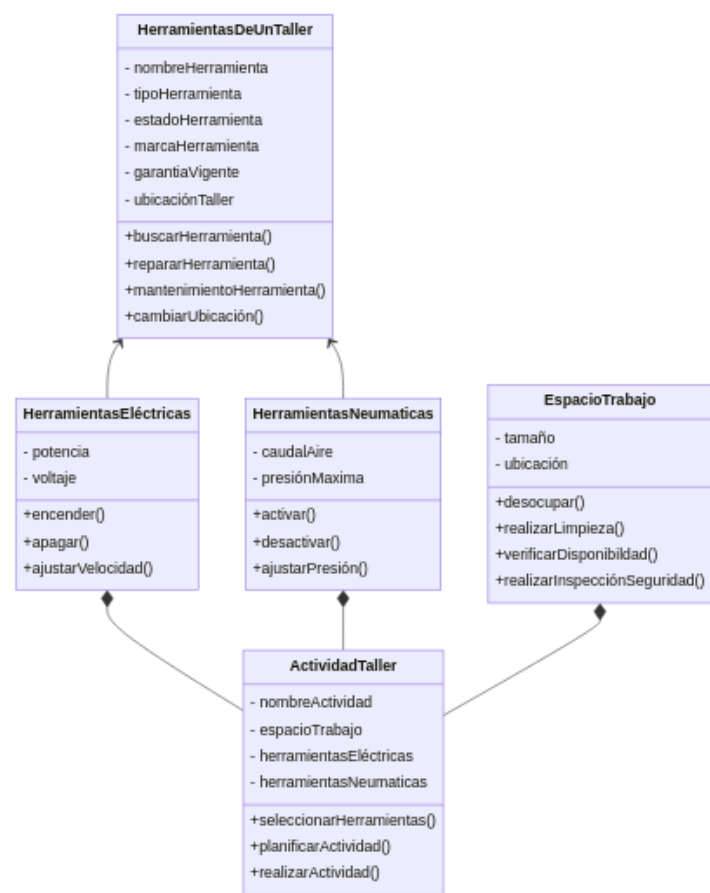 HerramientasDeUnTaller
- nombreHerramienta
- tipoHerramienta
- estadoHerramienta
- marcaHerramienta
- garantiaVigente
- ubicaciónTaller
+buscarHerramienta()
+repararHerramienta()
+mantenimientoHerramienta()
+cambiarUbicación()
HerramientasEléctricas
- potencia
- voltaje
+encender()
+apagar()
+ajustarVelocidad()
HerramientasNeumaticas
- caudalAire
- presiónMaxima
+activar()
+desactivar()
+ajustarPresión()
EspacioTrabajo
- tamaño
- ubicación
+desocupar()
+realizarLimpieza()
+verificarDisponibildad()
+realizarInspecciónSeguridad()
ActividadTaller
- nombreActividad
- espacioTrabajo
- herramientasEléctricas
- herramientasNeumaticas
+seleccionarHerramientas()
+planificarActividad()
+realizarActividad()